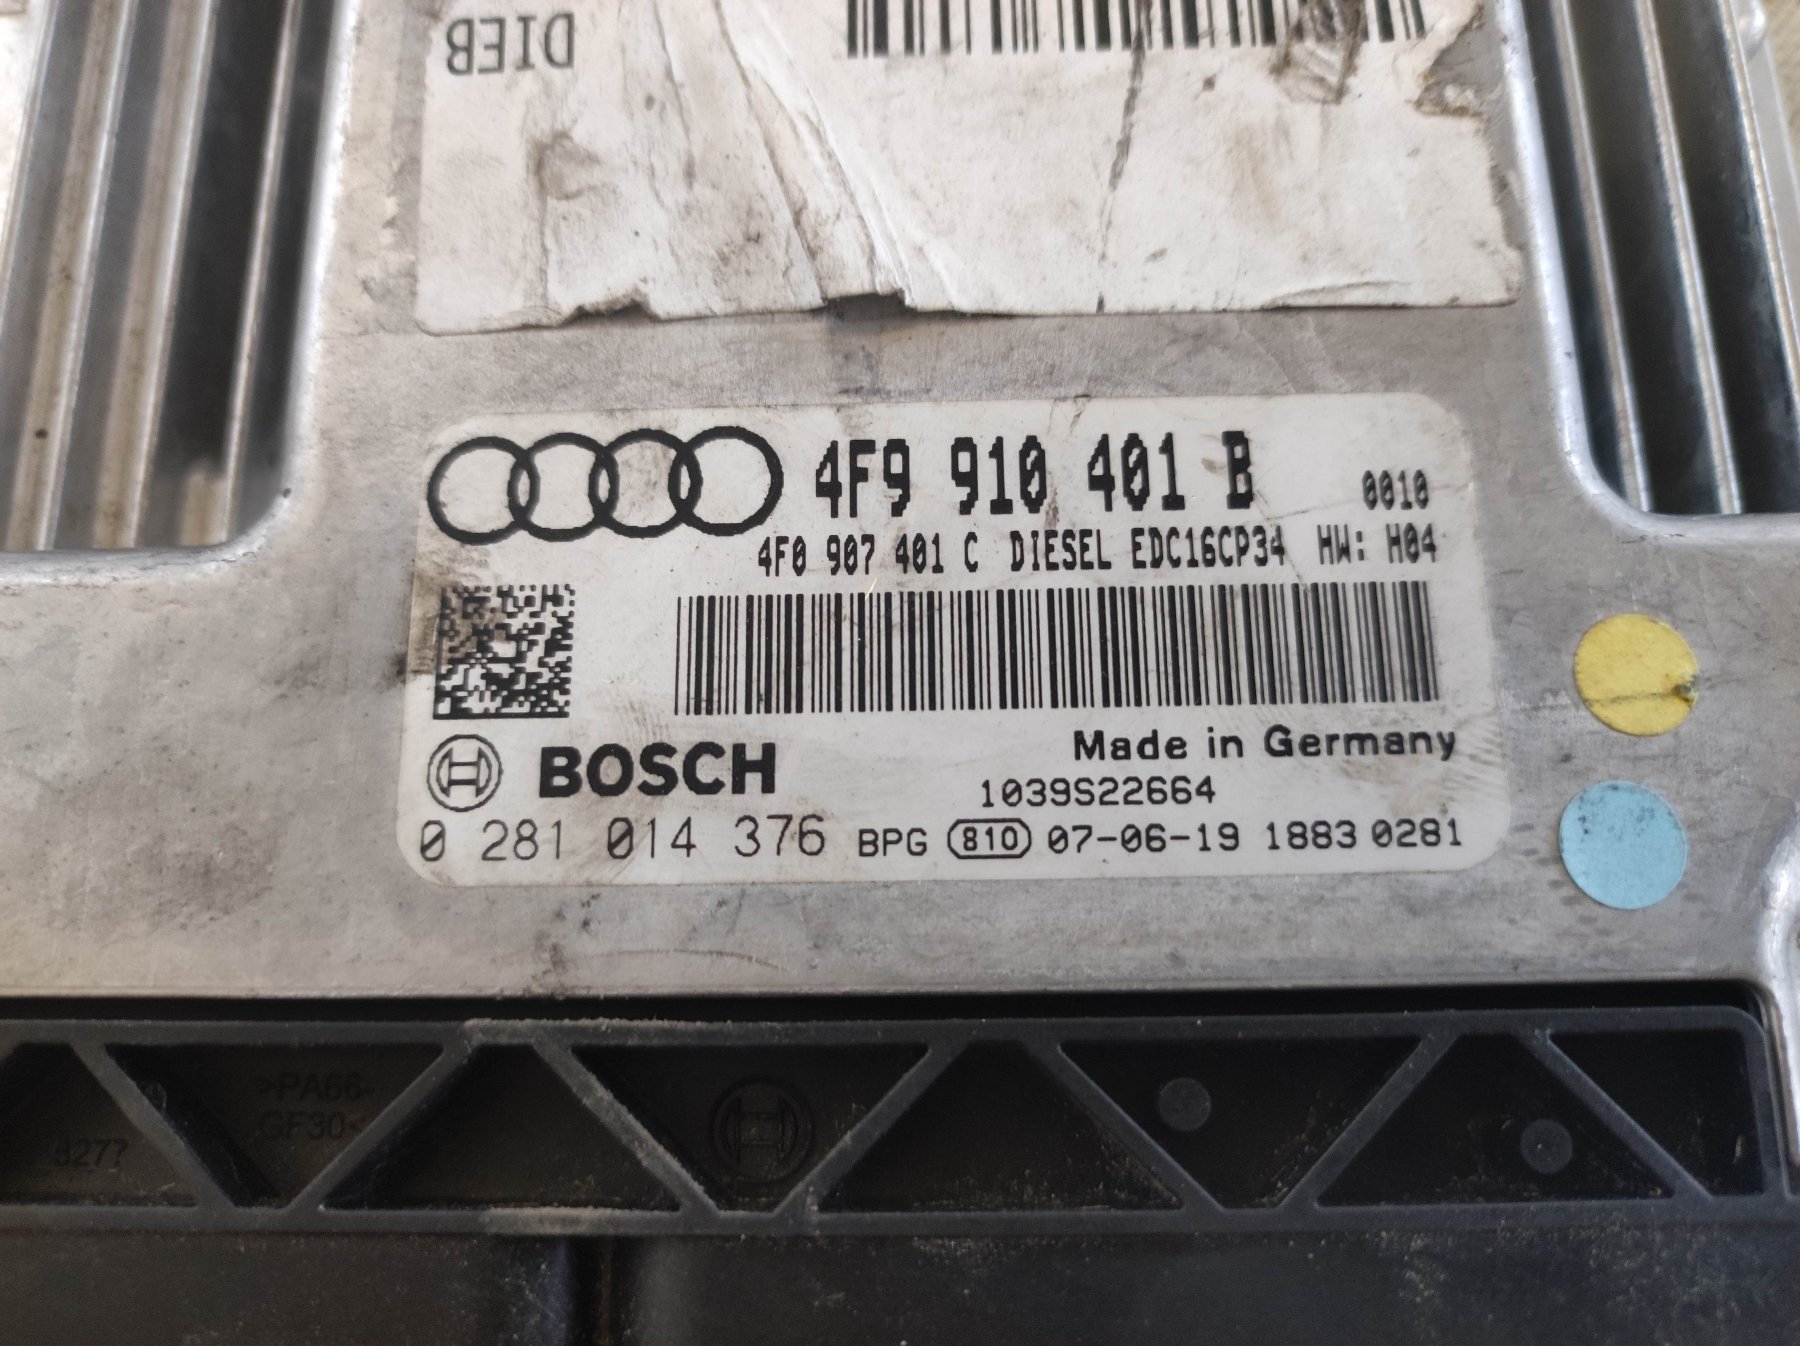 DIEB
4F9 910 401 B 0010
4F0 907 401 C DIESEL EDC16CP34 HW: H04
BOSCH
Made in Germany
1039S22664
0 281 014 376 BPG 810 07-06-19 1883 0281
>PA66-
GF30<
9277